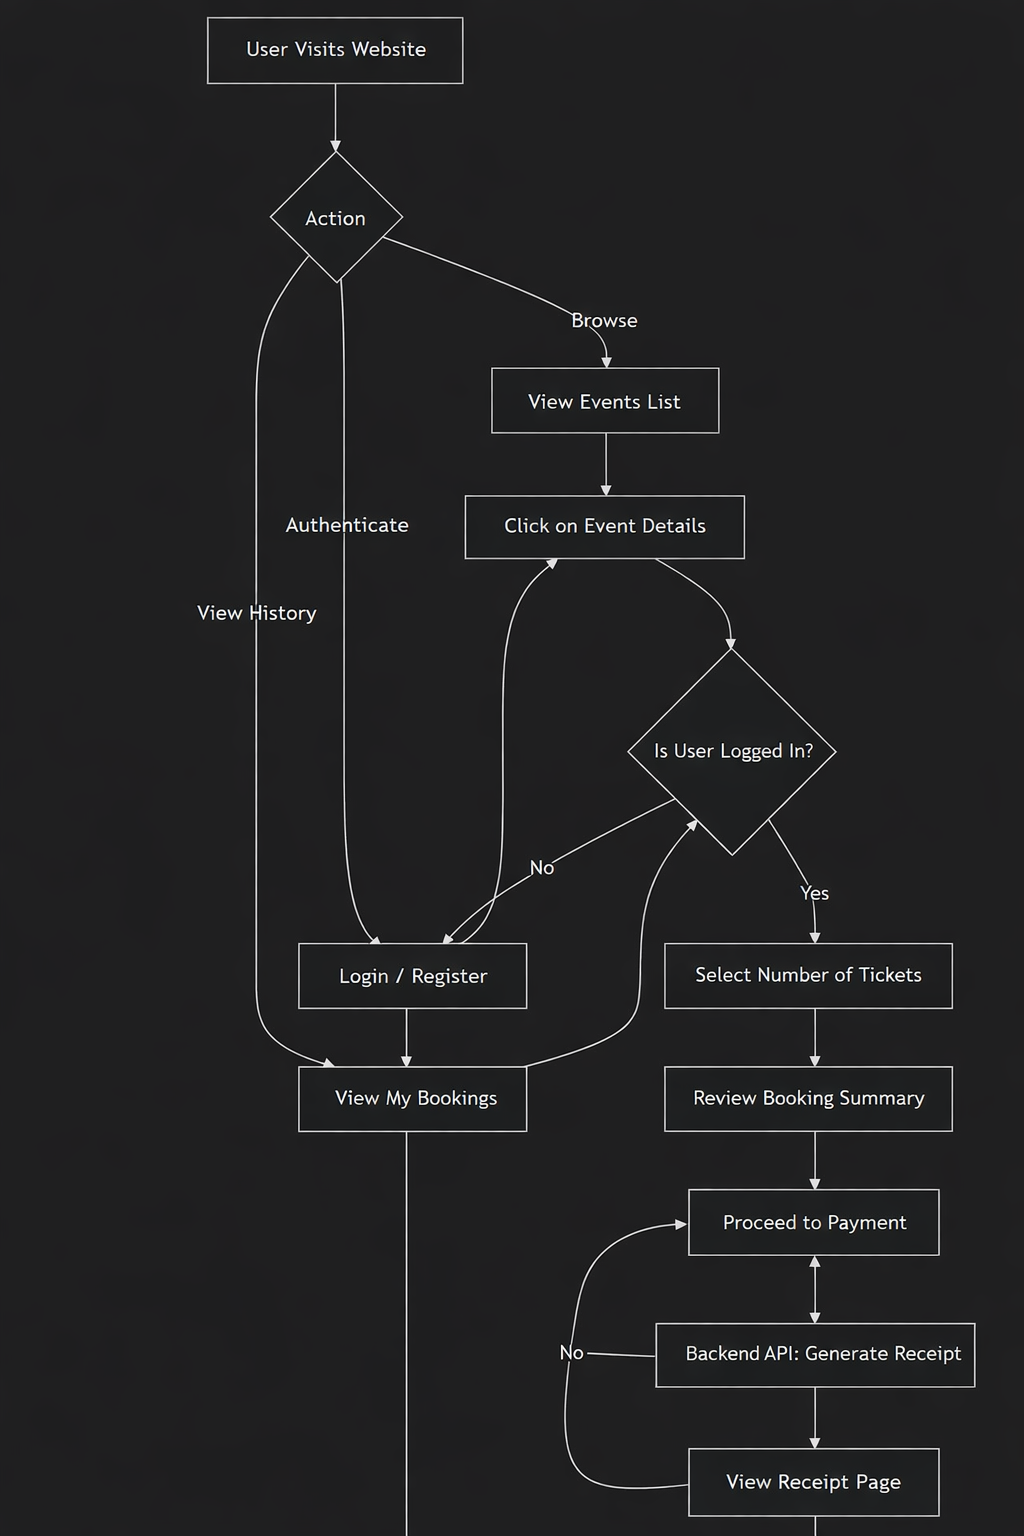 User Visits Website
Action
Browse
View Events List
Authenticate
Click on Event Details
View History
Is User Logged In?
No
Yes
Login / Register
Select Number of Tickets
View My Bookings
Review Booking Summary
Proceed to Payment
No
Backend API: Generate Receipt
View Receipt Page